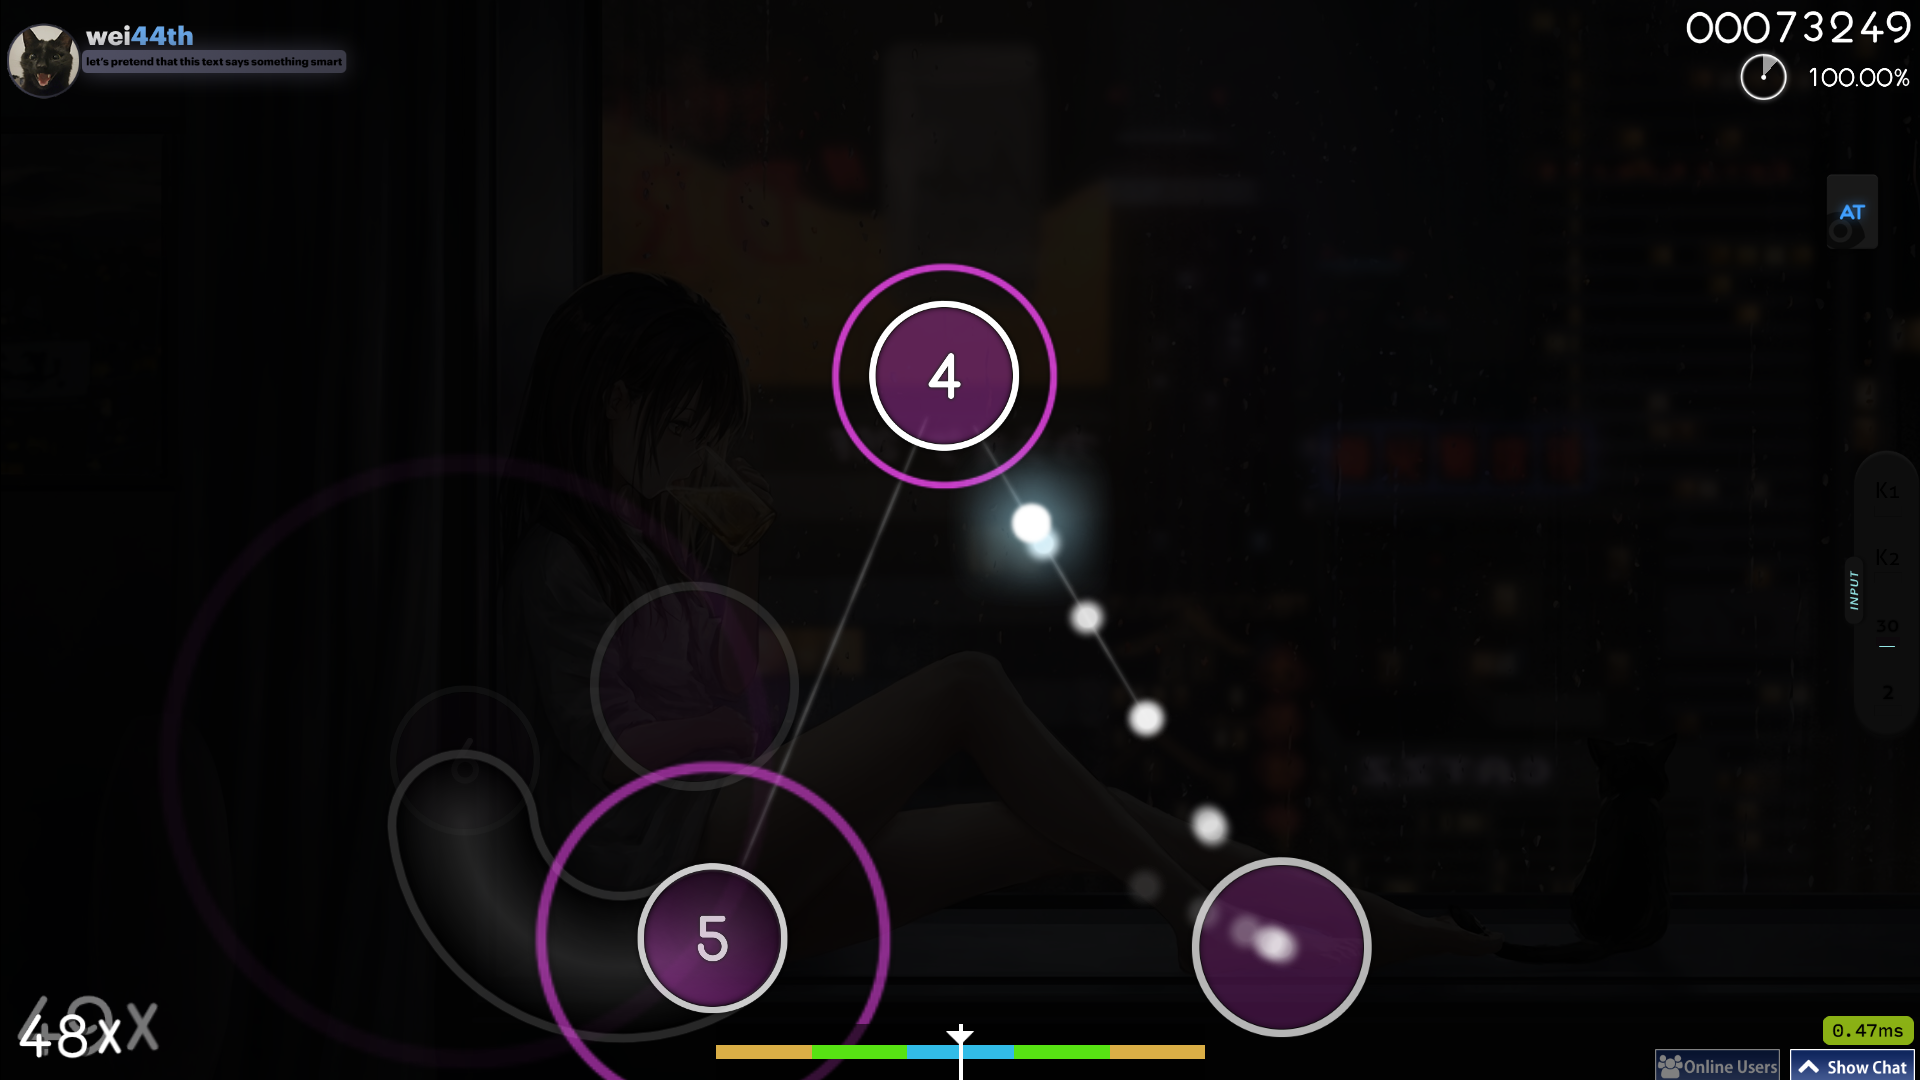 wei44th
let's pretend that this text says something smart
00073249
100.00%
AT
4
K1
K2
INPUT
30
2
6
5
48x
0.47ms
Online Users
Show Chat